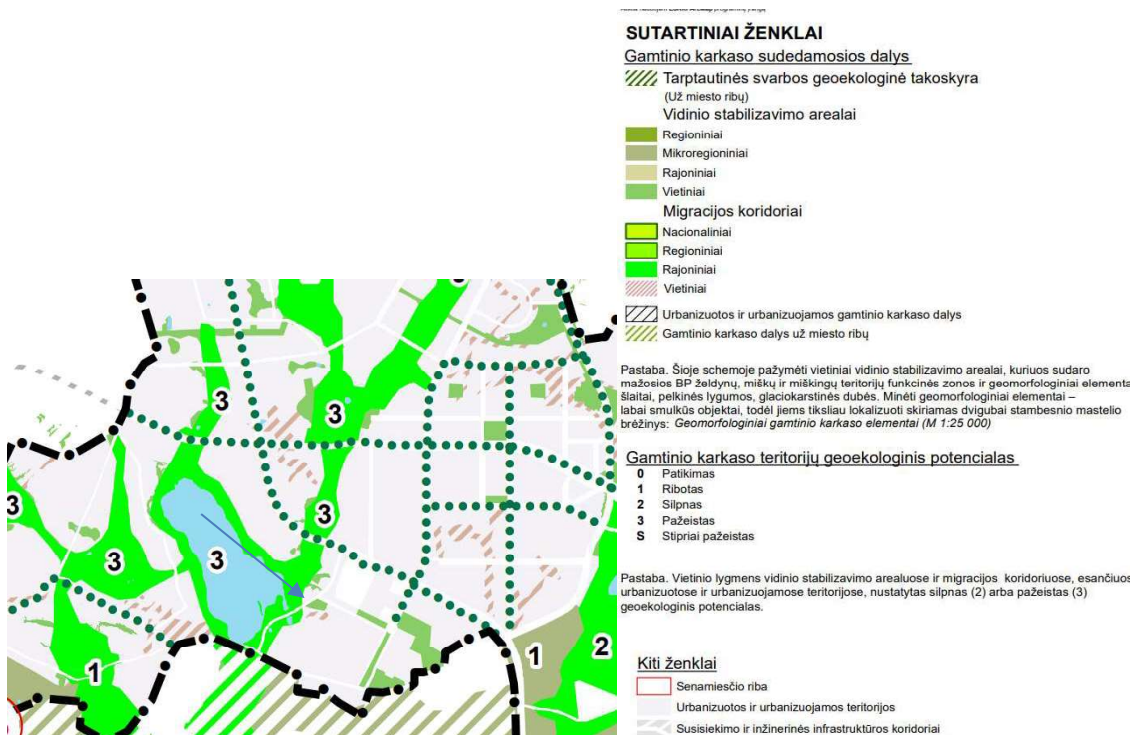 SUTARTINIAI ŽENKLAI
Gamtinio karkaso sudedamosios dalys
Tarptautinės svarbos geoekologinė takoskyra
(Už miesto ribų)
Vidinio stabilizavimo arealai
Regioniniai
Mikroregioniniai
Rajoniniai
Vietiniai
Migracijos koridoriai
Nacionaliniai
Regioniniai
Rajoniniai
Vietiniai
Urbanizuotos ir urbanizuojamos gamtinio karkaso dalys
Gamtinio karkaso dalys už miesto ribų
Pastaba. Šioje schemoje pažymėti vietiniai vidinio stabilizavimo arealai, kuriuos sudaro
mažosios BP želdynų, miškų ir miškingų teritorijų funkcinės zonos ir geomorfologiniai elementa
šlaitai, pelkinės lygumos, glaciokarstinės dubės. Minėti geomorfologiniai elementai –
labai smulkūs objektai, todėl jiems tiksliau lokalizuoti skiriamas dvigubai stambesnio mastelio
brėžinys: Geomorfologiniai gamtinio karkaso elementai (M 1:25 000)
Gamtinio karkaso teritorijų geoekologinis potencialas
0 Patikimas
1 Ribotas
2 Silpnas
3 Pažeistas
S Stipriai pažeistas
Pastaba. Vietinio lygmens vidinio stabilizavimo arealuose ir migracijos koridoriuose, esančiuos
urbanizuotose ir urbanizuojamose teritorijose, nustatytas silpnas (2) arba pažeistas (3)
geoekologinis potencialas.
Kiti ženklai
Senamiesčio riba
Urbanizuotos ir urbanizuojamos teritorijos
Susisiekimo ir inžinerinės infrastruktūros koridoriai
3
3
3
3
3
3
1
1
2